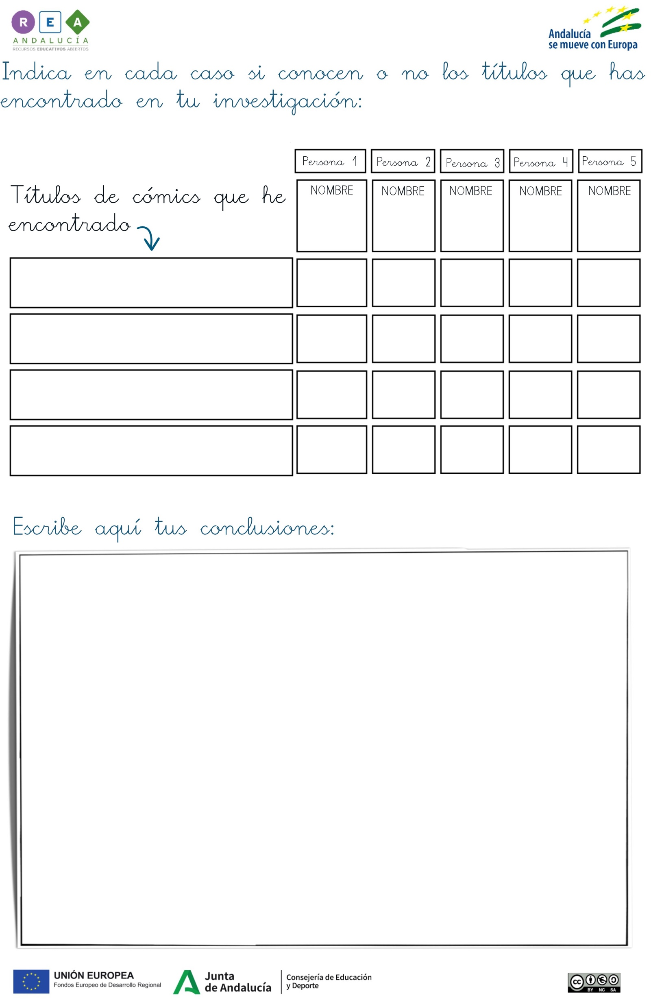 R E A
ANDALUCÍA
RECURSOS EDUCATIVOS ABIERTOS
Andalucía
se mueve con Europa
Indica en cada caso si conocen o no los títulos que has
encontrado en tu investigación:
Persona 1 Persona 2 Persona 3 Persona 4 Persona 5
NOMBRE NOMBRE NOMBRE NOMBRE NOMBRE
Títulos de cómics que he
encontrado
Escribe aquí tus conclusiones:
UNIÓN EUROPEA
Fondos Europeo de Desarrollo Regional
Junta
de Andalucía
Consejería de Educación
y Deporte
cc
BY NC SA